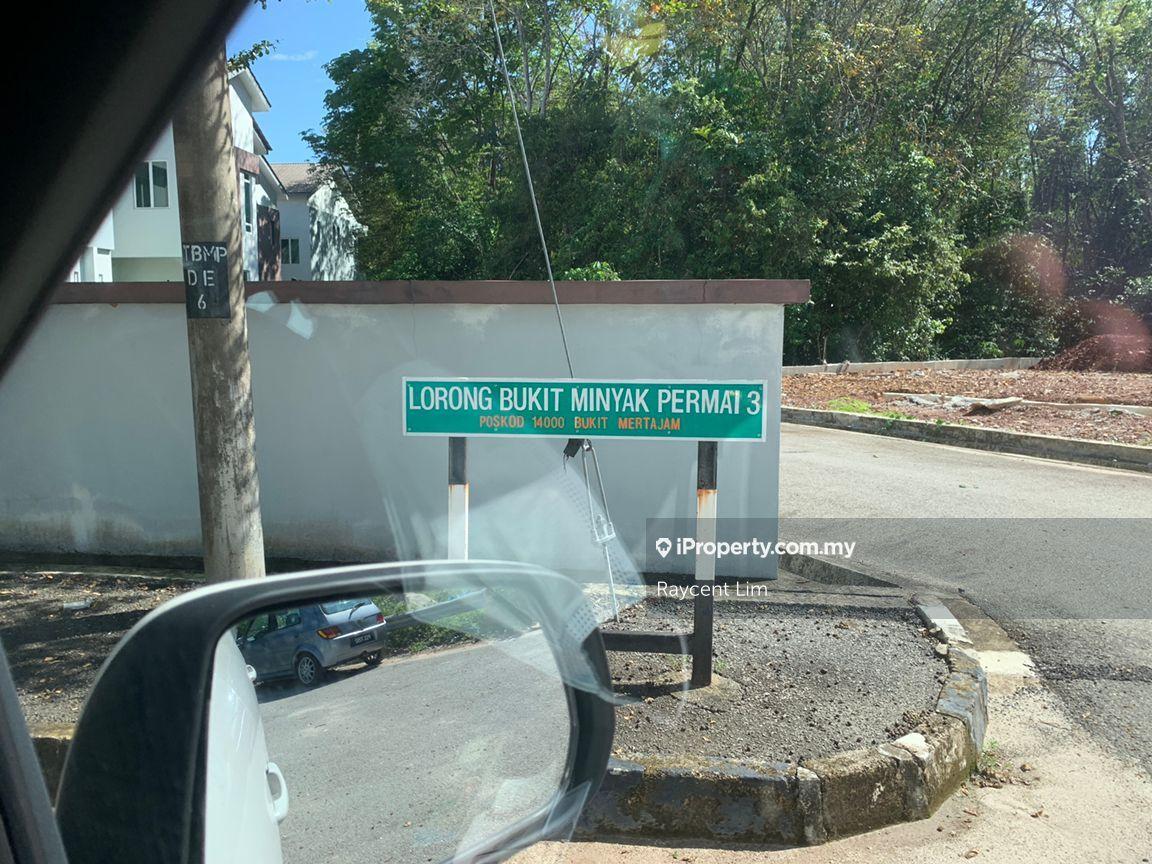 TBMP
DE
6
LORONG BUKIT MINYAK PERMAI 3
POSKOD 14000 BUKIT MERTAJAM
iProperty.com.my
Raycent Lim